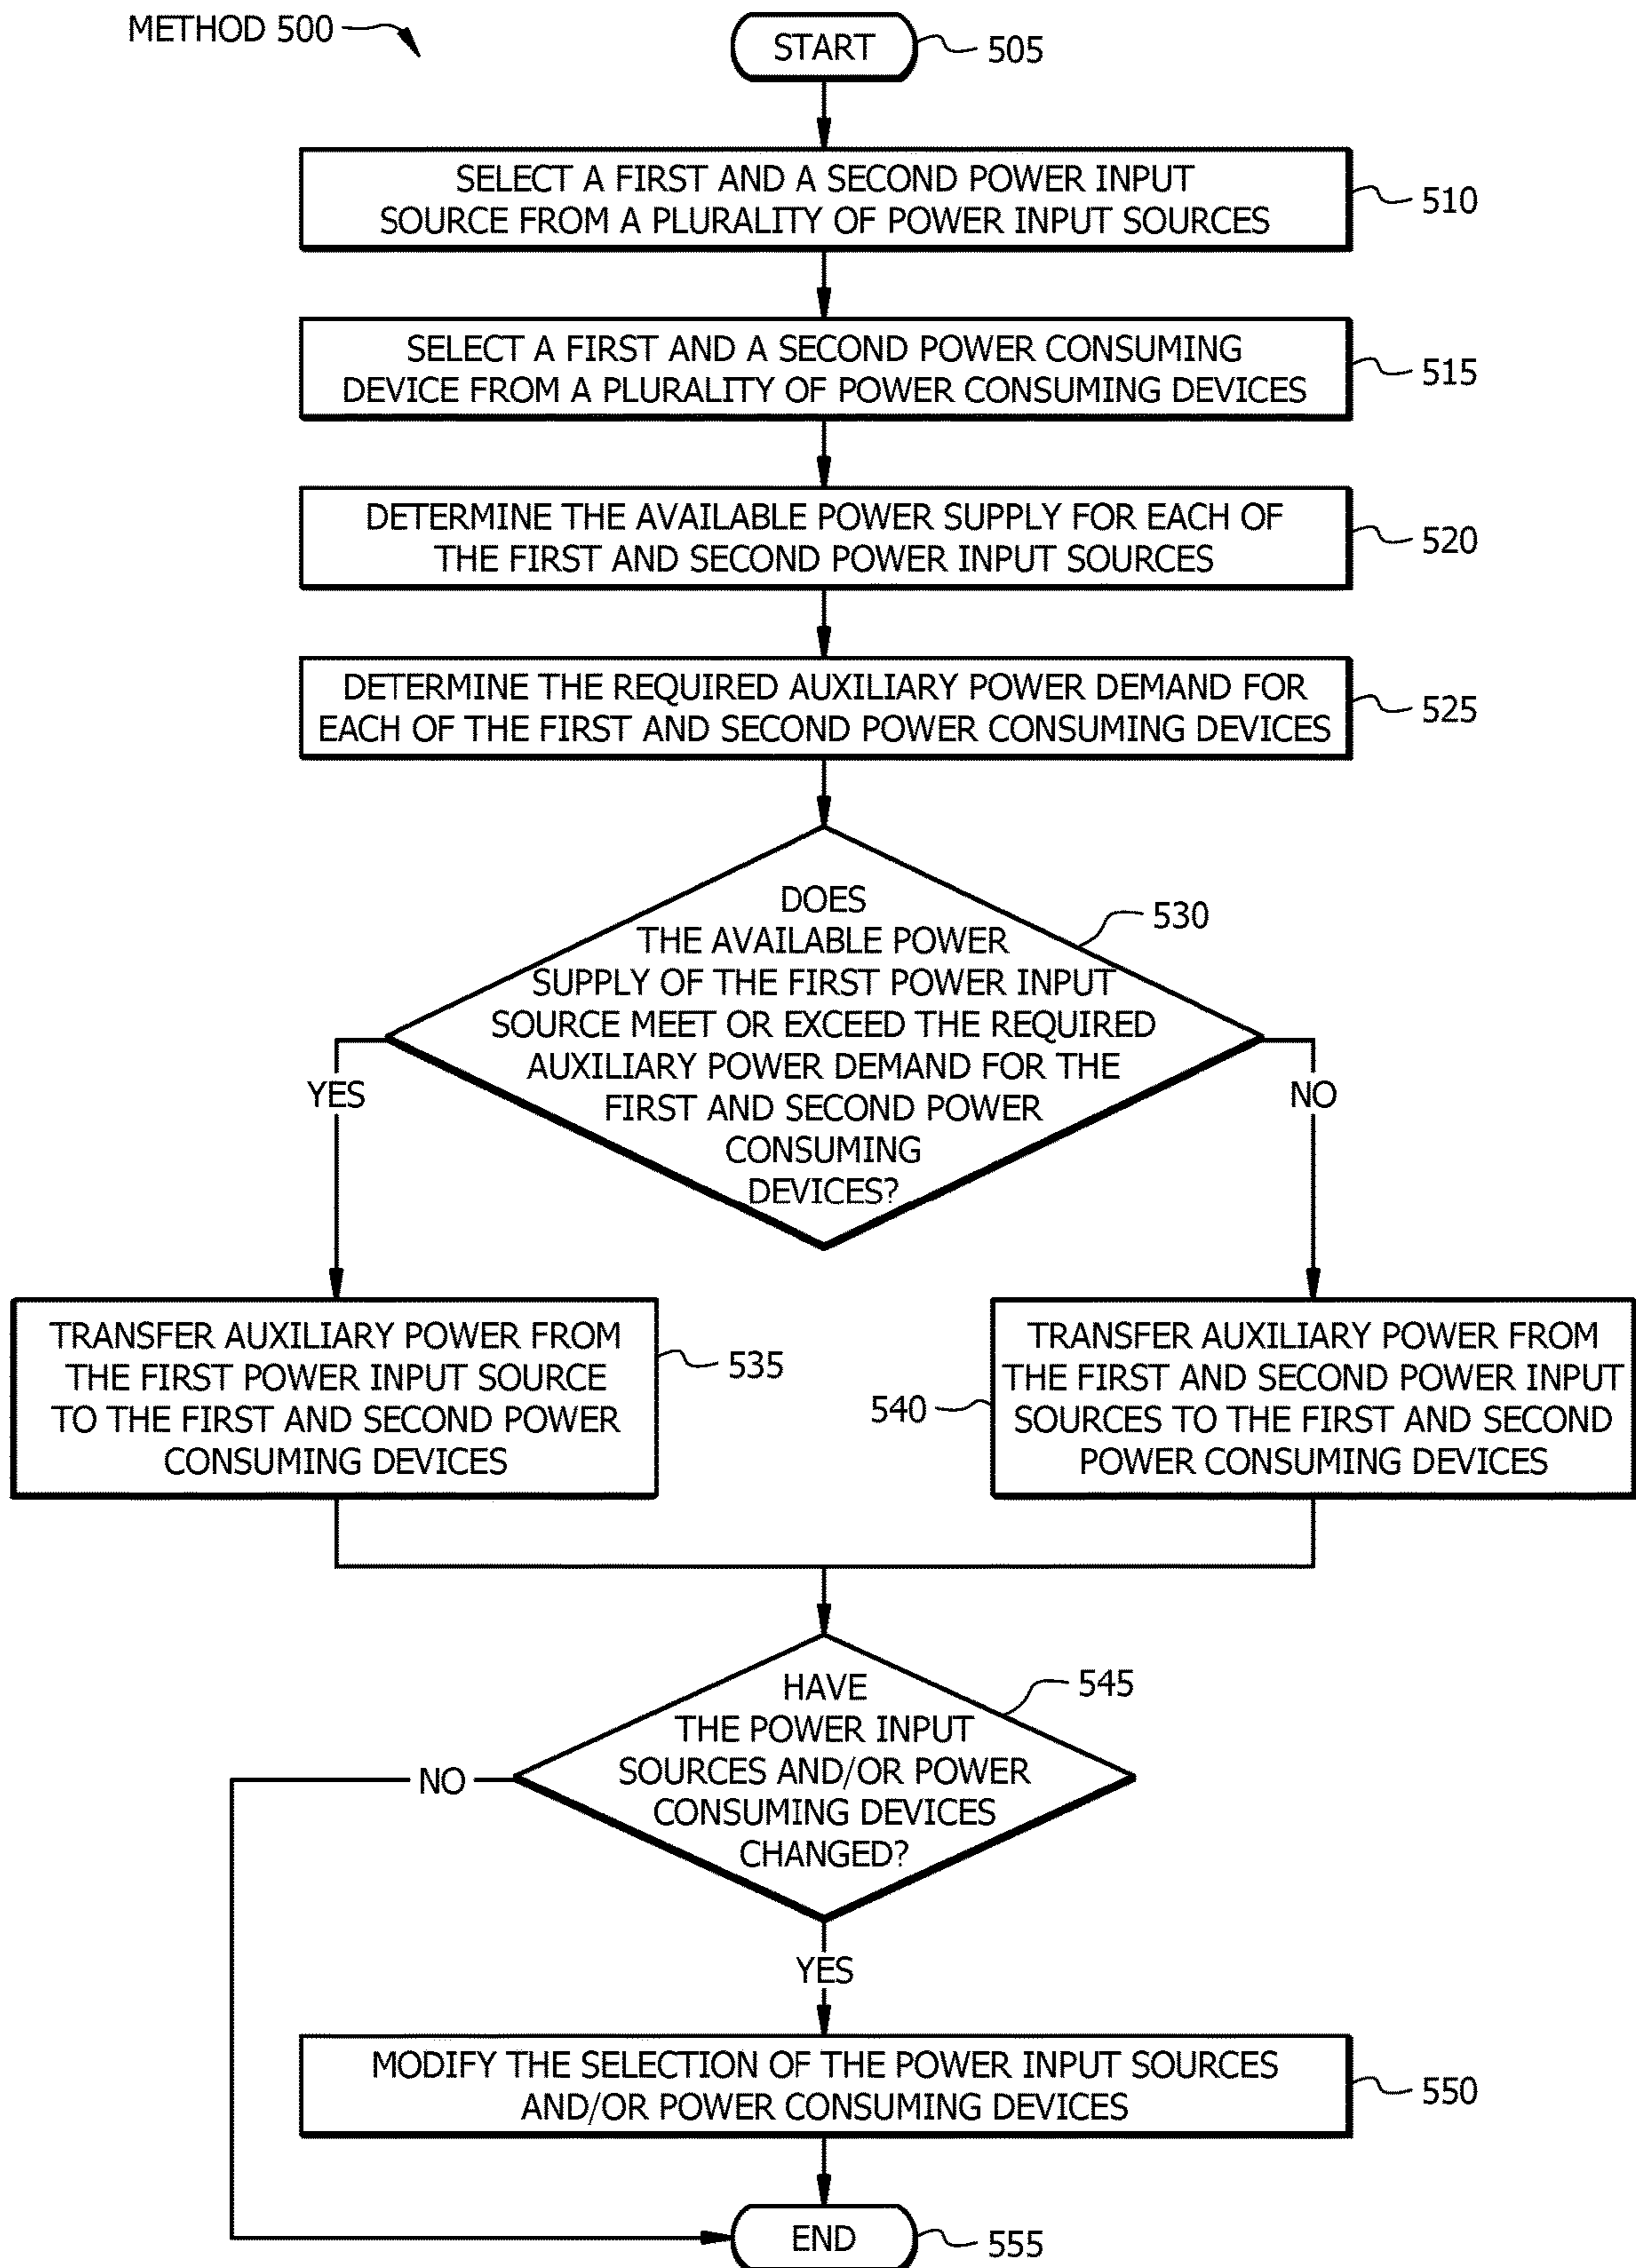 METHOD 500
START
505
SELECT A FIRST AND A SECOND POWER INPUT
SOURCE FROM A PLURALITY OF POWER INPUT SOURCES
510
SELECT A FIRST AND A SECOND POWER CONSUMING
DEVICE FROM A PLURALITY OF POWER CONSUMING DEVICES
515
DETERMINE THE AVAILABLE POWER SUPPLY FOR EACH OF
THE FIRST AND SECOND POWER INPUT SOURCES
520
DETERMINE THE REQUIRED AUXILIARY POWER DEMAND FOR
EACH OF THE FIRST AND SECOND POWER CONSUMING DEVICES
525
DOES
THE AVAILABLE POWER
SUPPLY OF THE FIRST POWER INPUT
SOURCE MEET OR EXCEED THE REQUIRED
AUXILIARY POWER DEMAND FOR THE
FIRST AND SECOND POWER
CONSUMING
DEVICES?
530
YES
NO
TRANSFER AUXILIARY POWER FROM
THE FIRST POWER INPUT SOURCE
TO THE FIRST AND SECOND POWER
CONSUMING DEVICES
535
540
TRANSFER AUXILIARY POWER FROM
THE FIRST AND SECOND POWER INPUT
SOURCES TO THE FIRST AND SECOND
POWER CONSUMING DEVICES
HAVE
THE POWER INPUT
SOURCES AND/OR POWER
CONSUMING DEVICES
CHANGED?
545
NO
YES
MODIFY THE SELECTION OF THE POWER INPUT SOURCES
AND/OR POWER CONSUMING DEVICES
550
END
555